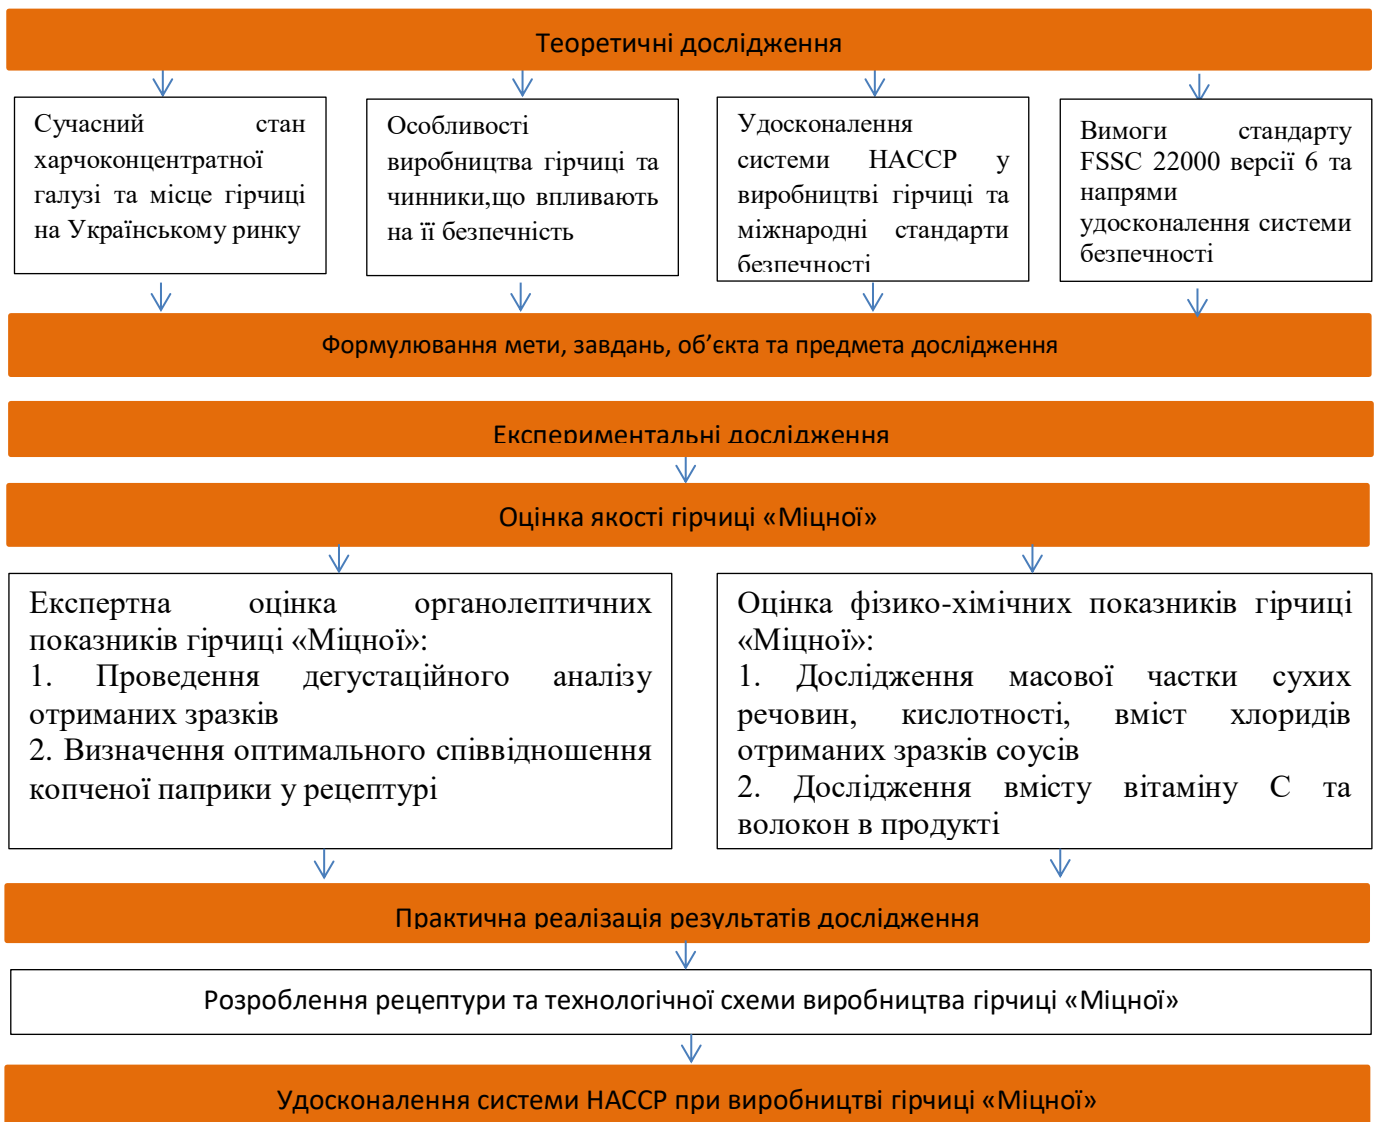 Теоретичні дослідження
Сучасний стан
харчоконцентратної
галузі та місце гірчиці
на Українському ринку
Особливості
виробництва гірчиці та
чинники,що впливають
на її безпечність
Удосконалення
системи НАССР у
виробництві гірчиці та
міжнародні стандарти
безпечності
Вимоги стандарту
FSSC 22000 версії 6 та
напрями
удосконалення системи
безпечності
Формулювання мети, завдань, об’єкта та предмета дослідження
Експериментальні дослідження
Оцінка якості гірчиці «Міцної»
Експертна оцінка органолептичних
показників гірчиці «Міцної»:
1. Проведення дегустаційного аналізу
отриманих зразків
2. Визначення оптимального співвідношення
копченої паприки у рецептурі
Оцінка фізико-хімічних показників гірчиці
«Міцної»:
1. Дослідження масової частки сухих
речовин, кислотності, вміст хлоридів
отриманих зразків соусів
2. Дослідження вмісту вітаміну С та
волокон в продукті
Практична реалізація результатів дослідження
Розроблення рецептури та технологічної схеми виробництва гірчиці «Міцної»
Удосконалення системи НАССР при виробництві гірчиці «Міцної»